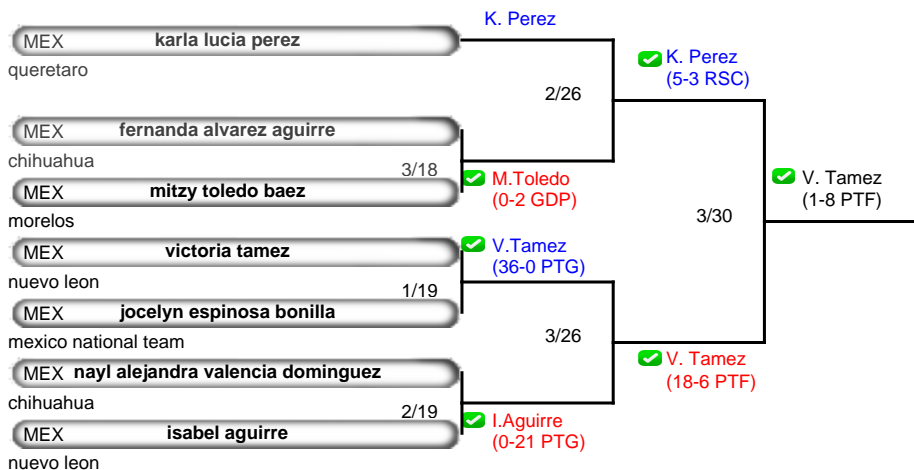 K. Perez
MEX karla lucia perez
queretaro
K. Perez
(5-3 RSC)
2/26
MEX fernanda alvarez aguirre
chihuahua
3/18
M.Toledo
(0-2 GDP)
MEX mitzy toledo baez
morelos
V. Tamez
(1-8 PTF)
3/30
MEX victoria tamez
nuevo leon
V.Tamez
(36-0 PTG)
1/19
MEX jocelyn espinosa bonilla
mexico national team
3/26
V. Tamez
(18-6 PTF)
MEX nayl alejandra valencia dominguez
chihuahua
2/19
I.Aguirre
(0-21 PTG)
MEX isabel aguirre
nuevo leon